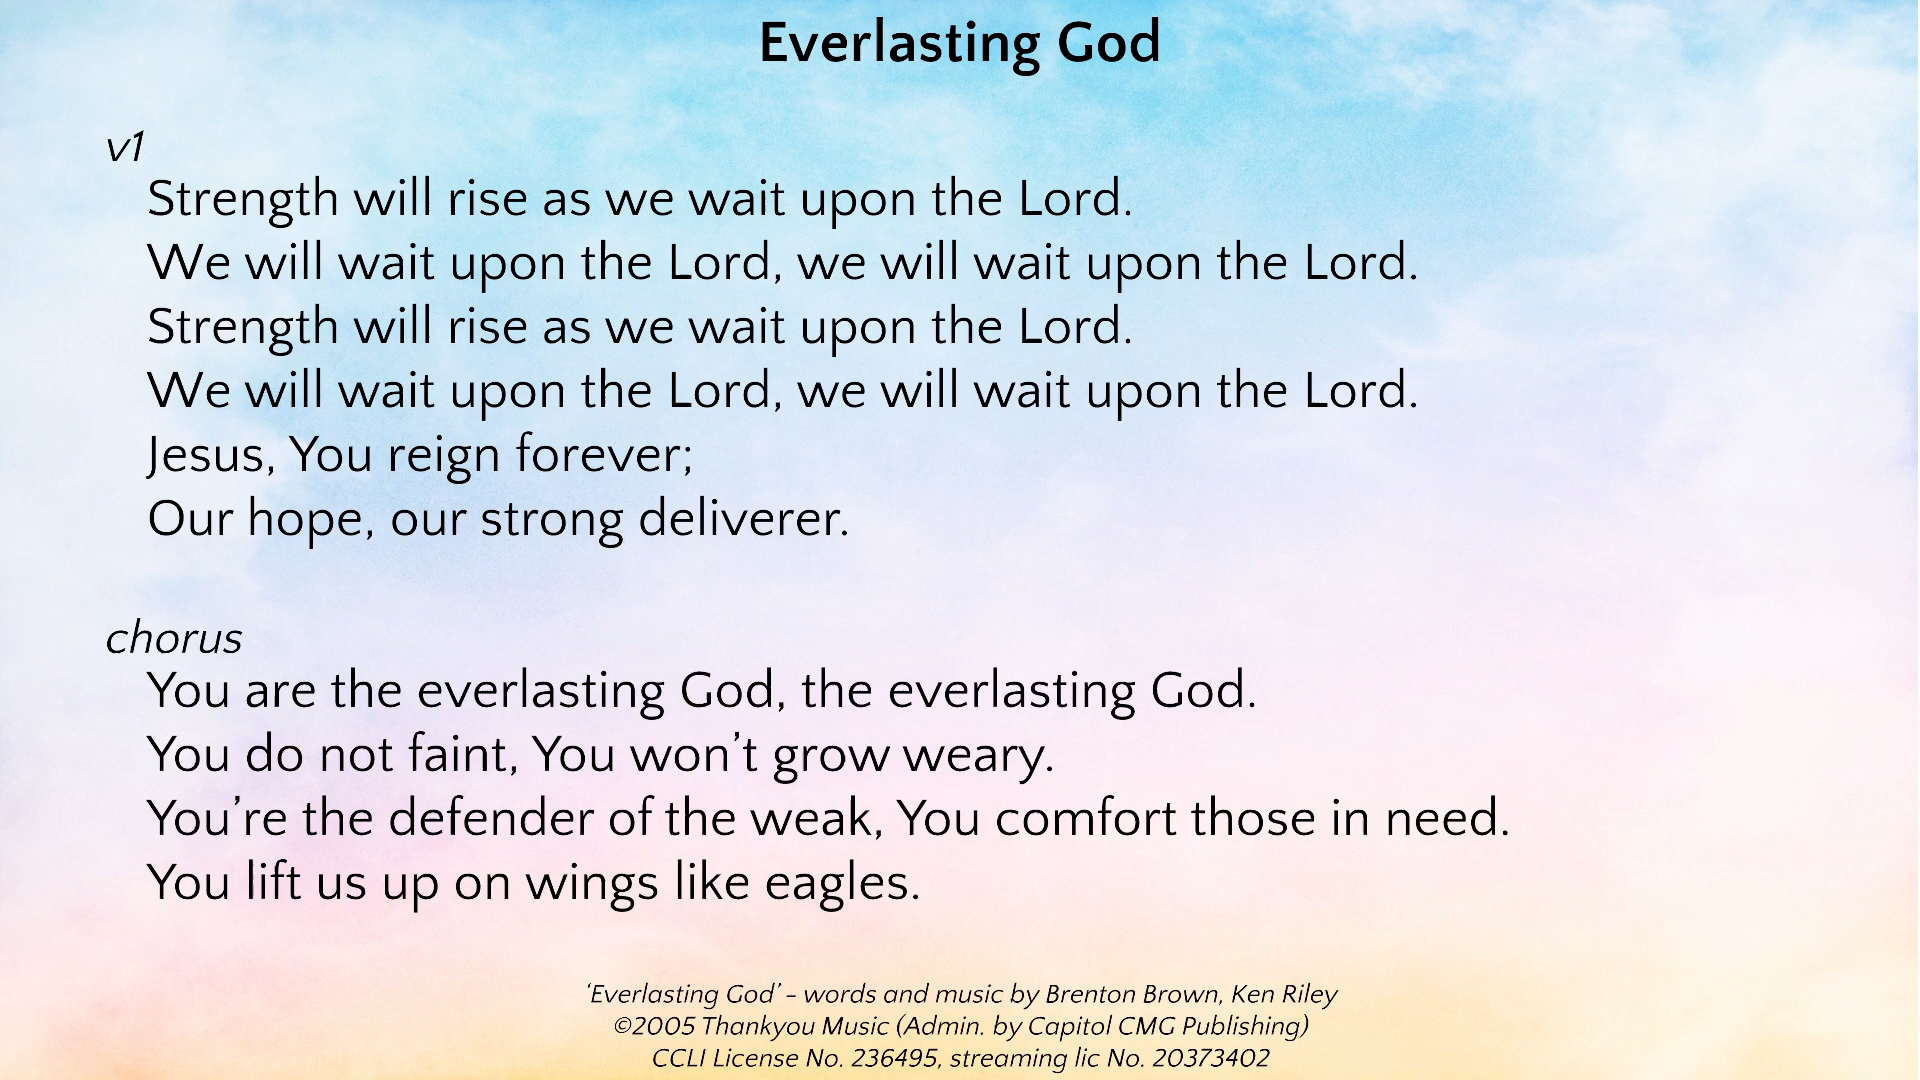 Everlasting God
v1
Strength will rise as we wait upon the Lord.
We will wait upon the Lord, we will wait upon the Lord.
Strength will rise as we wait upon the Lord.
We will wait upon the Lord, we will wait upon the Lord.
Jesus, You reign forever;
Our hope, our strong deliverer.
chorus
You are the everlasting God, the everlasting God.
You do not faint, You won’t grow weary.
You’re the defender of the weak, You comfort those in need.
You lift us up on wings like eagles.
‘Everlasting God’ – words and music by Brenton Brown, Ken Riley
©2005 Thankyou Music (Admin. by Capitol CMG Publishing)
CCLI License No. 236495, streaming lic No. 20373402